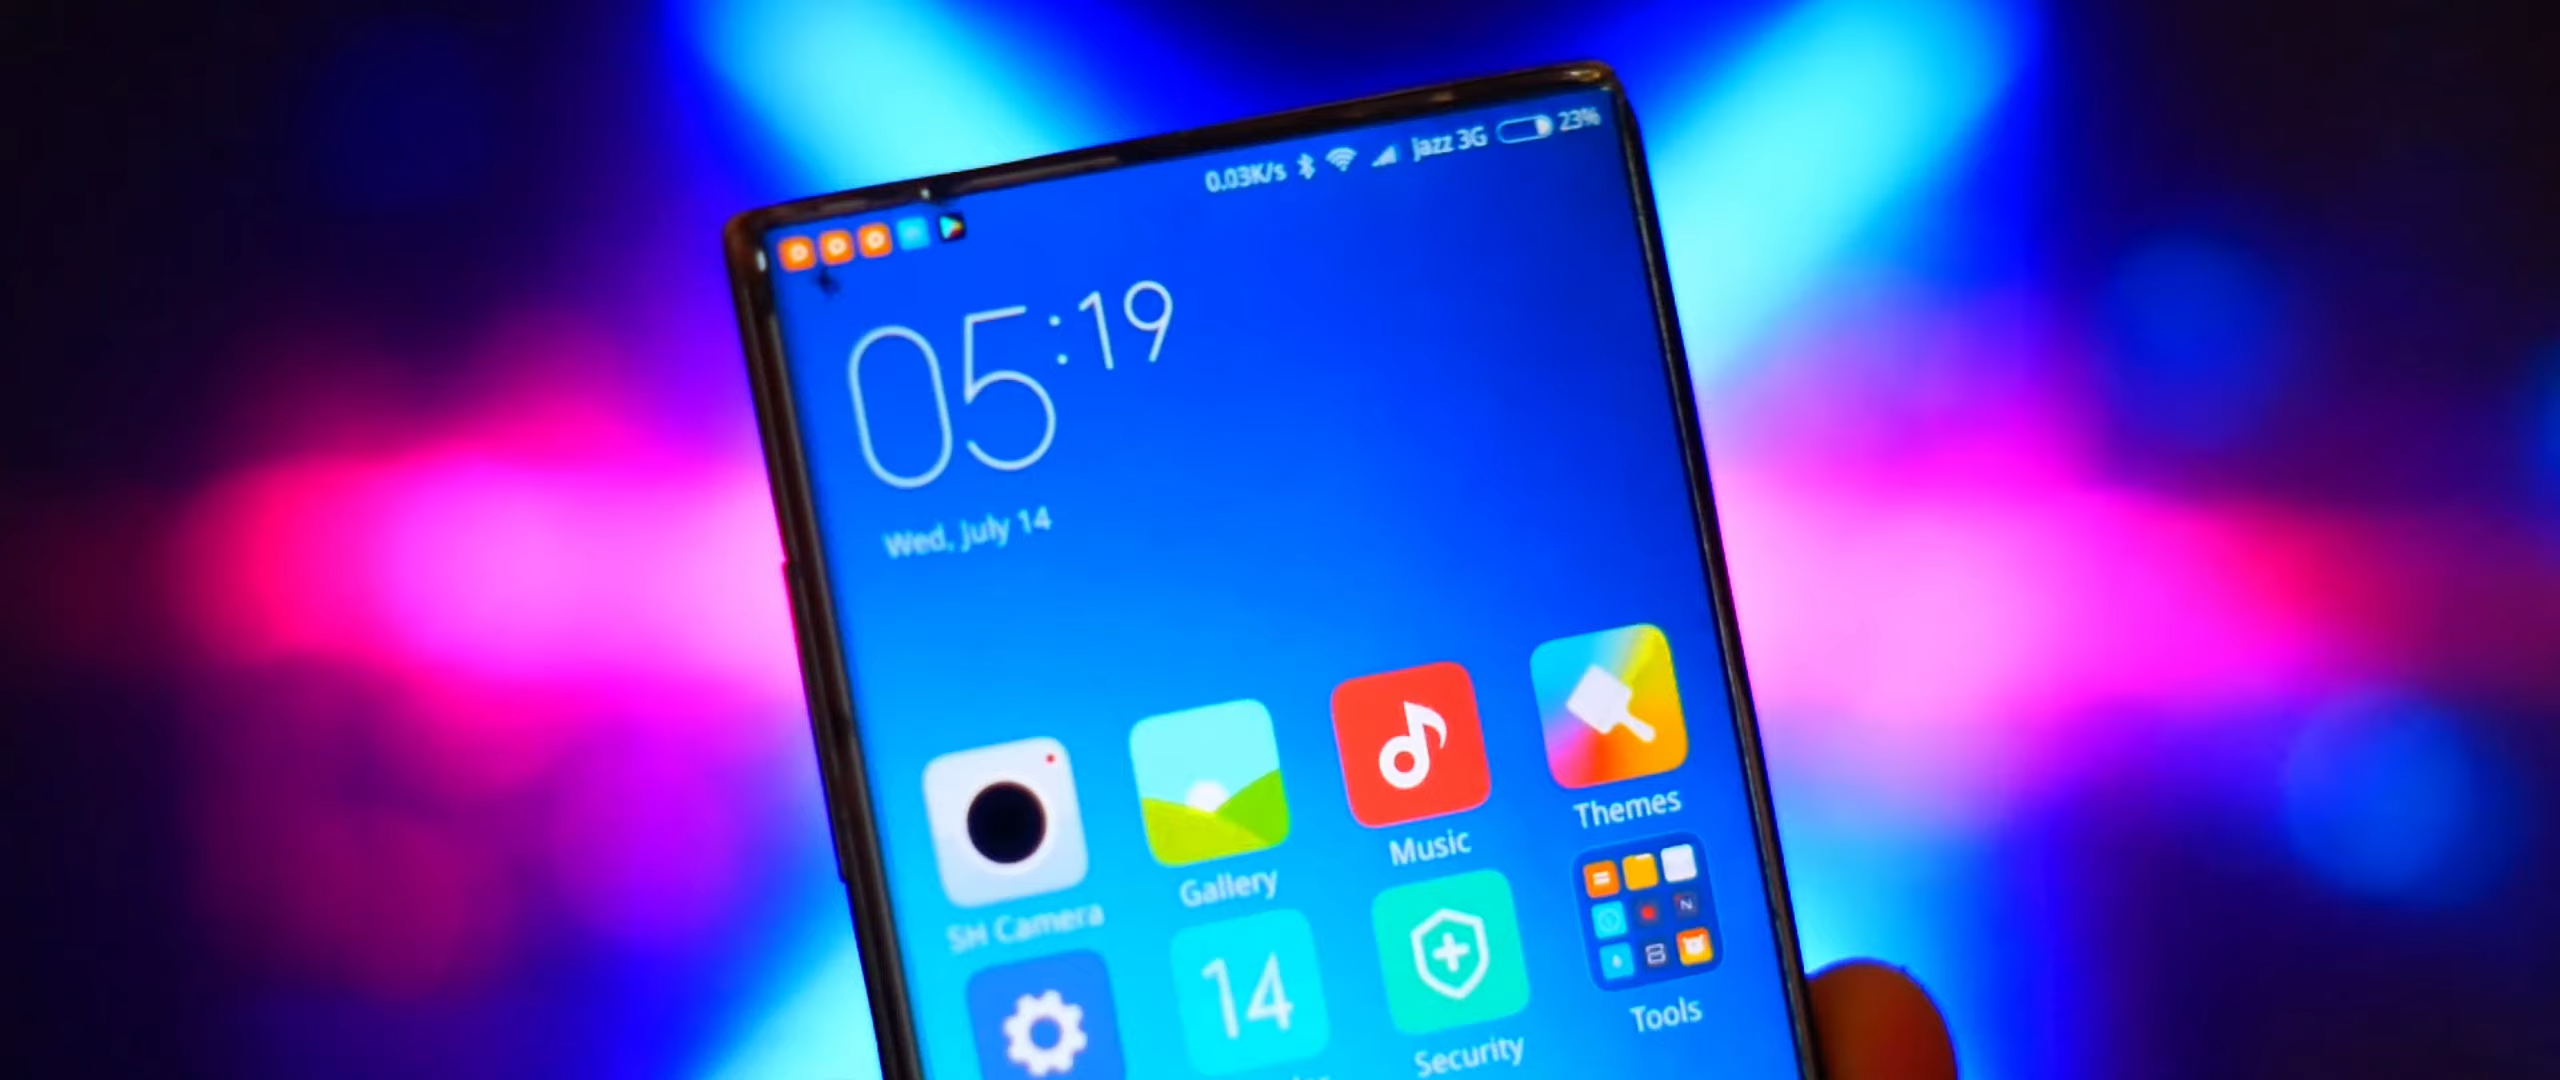 0.03K/s Jazz 3G 23%
05:19
Wed, July 14
SH Camera
Gallery
Music
Themes
14
Security
Tools